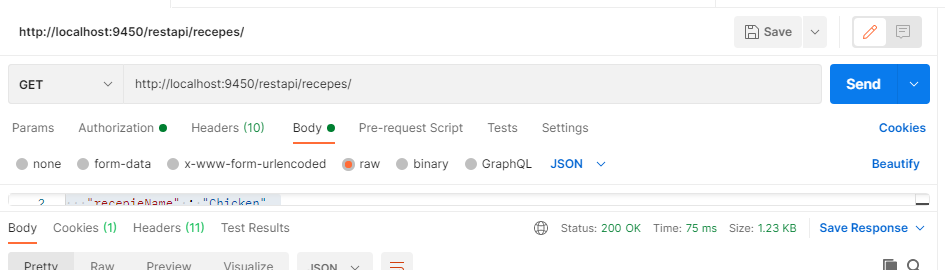 http://localhost:9450/restapi/recepes/ Save
GET http://localhost:9450/restapi/recepes/ Send
Params Authorization Headers (10) Body Pre-request Script Tests Settings Cookies
none form-data x-www-form-urlencoded raw binary GraphQL JSON Beautify
2 "recepieName" : "Chicken"
Body Cookies (1) Headers (11) Test Results Status: 200 OK Time: 75 ms Size: 1.23 KB Save Response
Pretty Raw Preview Visualize JSON